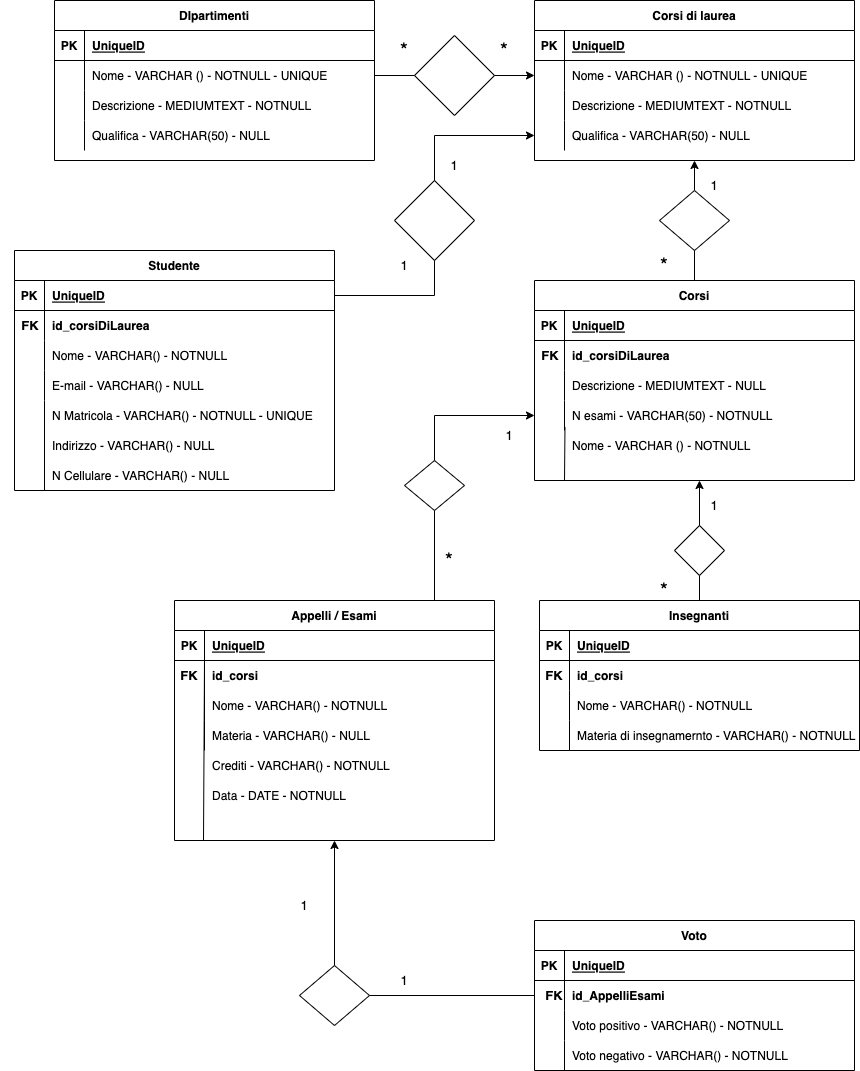 DIpartimenti
PK UniqueID
Nome - VARCHAR () - NOTNULL - UNIQUE
Descrizione - MEDIUMTEXT - NOTNULL
Qualifica - VARCHAR(50) - NULL
* *
Corsi di laurea
PK UniqueID
Nome - VARCHAR () - NOTNULL - UNIQUE
Descrizione - MEDIUMTEXT - NOTNULL
Qualifica - VARCHAR(50) - NULL
1
1
1
*
Studente
PK UniqueID
FK id_corsiDiLaurea
Nome - VARCHAR() - NOTNULL
E-mail - VARCHAR() - NULL
N Matricola - VARCHAR() - NOTNULL - UNIQUE
Indirizzo - VARCHAR() - NULL
N Cellulare - VARCHAR() - NULL
Corsi
PK UniqueID
FK id_corsiDiLaurea
Descrizione - MEDIUMTEXT - NULL
N esami - VARCHAR(50) - NOTNULL
Nome - VARCHAR () - NOTNULL
1
*
1
*
Appelli / Esami
PK UniqueID
FK id_corsi
Nome - VARCHAR() - NOTNULL
Materia - VARCHAR() - NULL
Crediti - VARCHAR() - NOTNULL
Data - DATE - NOTNULL
Insegnanti
PK UniqueID
FK id_corsi
Nome - VARCHAR() - NOTNULL
Materia di insegnamernto - VARCHAR() - NOTNULL
1
1
Voto
PK UniqueID
FK id_AppelliEsami
Voto positivo - VARCHAR() - NOTNULL
Voto negativo - VARCHAR() - NOTNULL